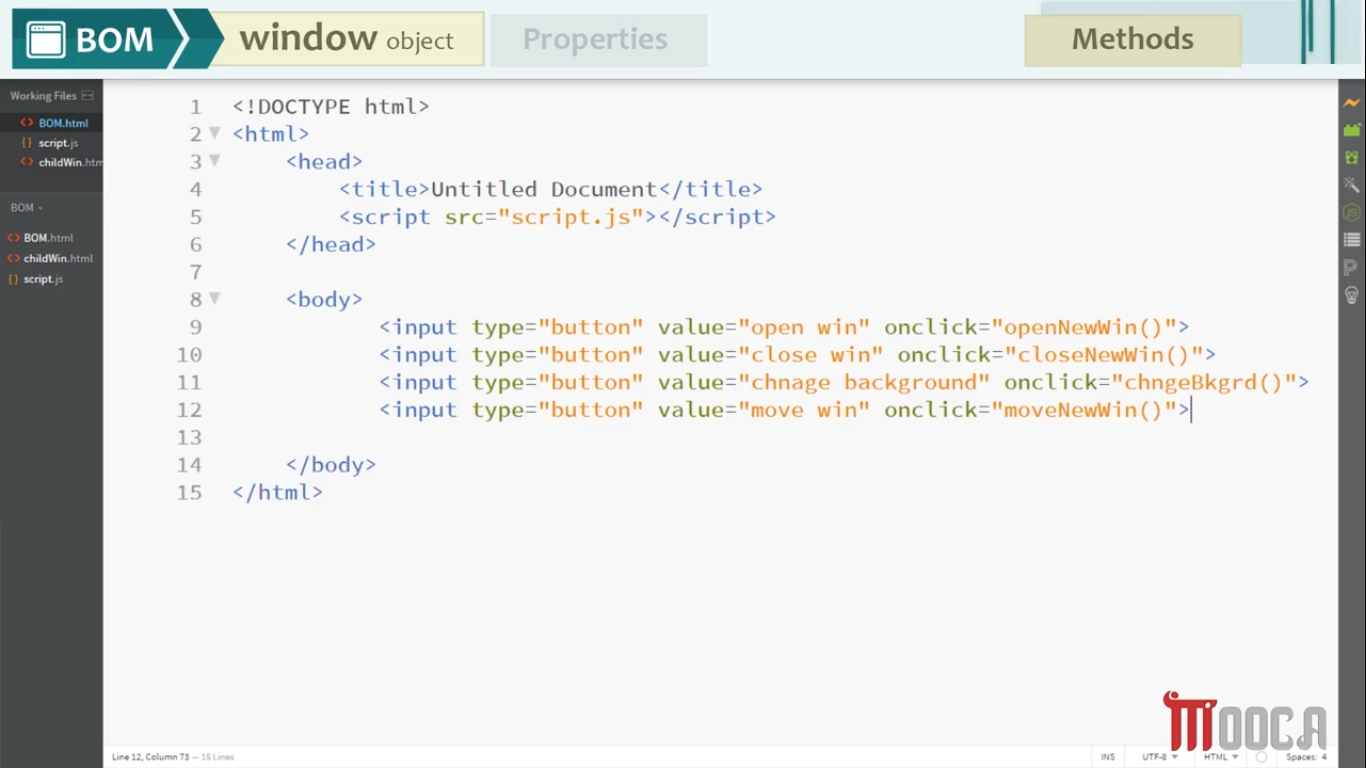 BOM window object Properties Methods
Working Files
BOM.html
script.js
childWin.htm
BOM
BOM.html
childWin.html
script.js
1 <!DOCTYPE html>
2 <html>
3 <head>
4 <title>Untitled Document</title>
5 <script src="script.js"></script>
6 </head>
7
8 <body>
9 <input type="button" value="open win" onclick="openNewWin()">
10 <input type="button" value="close win" onclick="closeNewWin()">
11 <input type="button" value="chnage background" onclick="chngeBkgrd()">
12 <input type="button" value="move win" onclick="moveNewWin()">
13
14 </body>
15 </html>
MOOCA
Line 12, Column 73 — 15 Lines INS UTF-8 HTML Spaces: 4